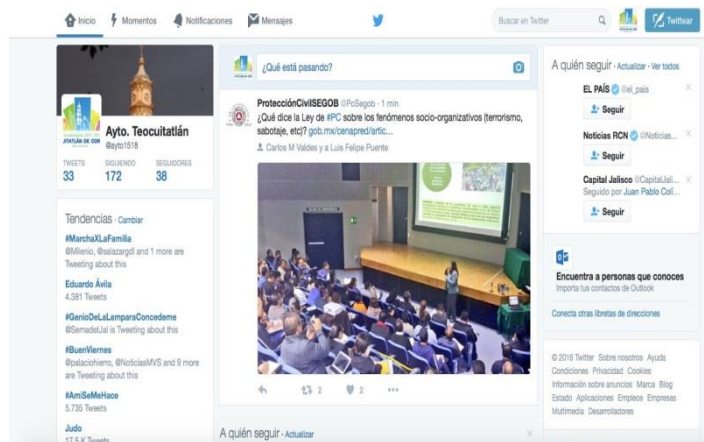 Inicio
Momentos
Notificaciones
Mensajes
Buscar en Twitter
Twittear
Ayto. Teocuitatlán
@ayto1518
TWEETS
SIGUIENDO
SEGUIDORES
33
172
38
Tendencias · Cambiar
#MarchaXLaFamilia
@Milenio, @salazargdl and 1 more are
Tweeting about this
Eduardo Ávila
4.381 Tweets
#GenioDeLaLamparaConcedeme
@SemadetJal is Tweeting about this
#BuenViernes
@palaciohierro, @NoticiasMVS and 9 more
are Tweeting about this
#AmiSeMeHace
5.735 Tweets
Judo
17.5 K Tweets
¿Qué está pasando?
ProtecciónCivilSEGOB @PcSegob · 1 min
¿Qué dice la Ley de #PC sobre los fenómenos socio-organizativos (terrorismo,
sabotaje, etc)? gob.mx/cenapred/artic...
Carlos M Valdes y a Luis Felipe Puente
2
2
A quién seguir · Actualizar
A quién seguir · Actualizar · Ver todos
EL PAÍS @el_pais
Seguir
Noticias RCN @Noticias...
Seguir
Capital Jalisco @CapitalJali...
Seguido por Juan Pablo Colí...
Seguir
Encuentra a personas que conoces
Importa tus contactos de Outlook
Conecta otras libretas de direcciones
© 2016 Twitter Sobre nosotros Ayuda
Condiciones Privacidad Cookies
Información sobre anuncios Marca Blog
Estado Aplicaciones Empleos Empresas
Multimedia Desarrolladores